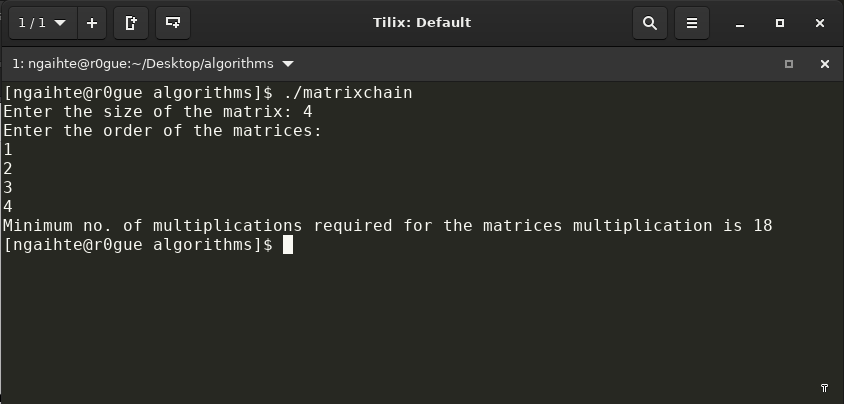 1 / 1
Tilix: Default
1: ngaihte@r0gue:~/Desktop/algorithms
[ngaihte@r0gue algorithms]$ ./matrixchain
Enter the size of the matrix: 4
Enter the order of the matrices:
1
2
3
4
Minimum no. of multiplications required for the matrices multiplication is 18
[ngaihte@r0gue algorithms]$